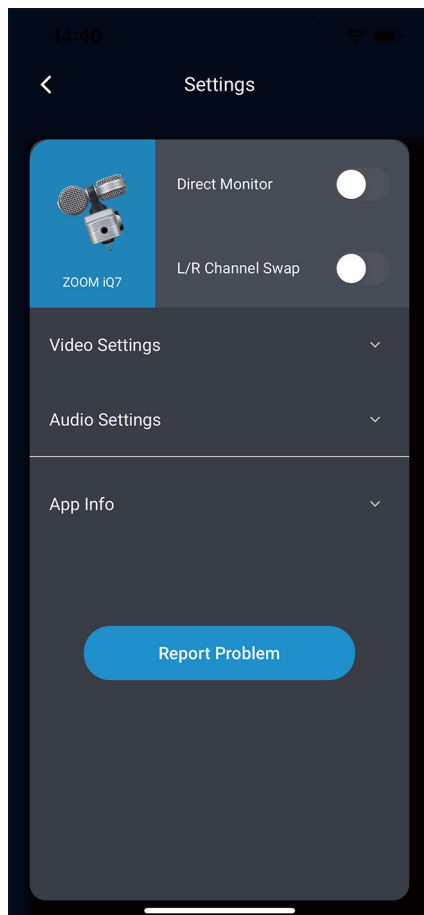 14:40
Settings
Direct Monitor
L/R Channel Swap
ZOOM iQ7
Video Settings
Audio Settings
App Info
Report Problem